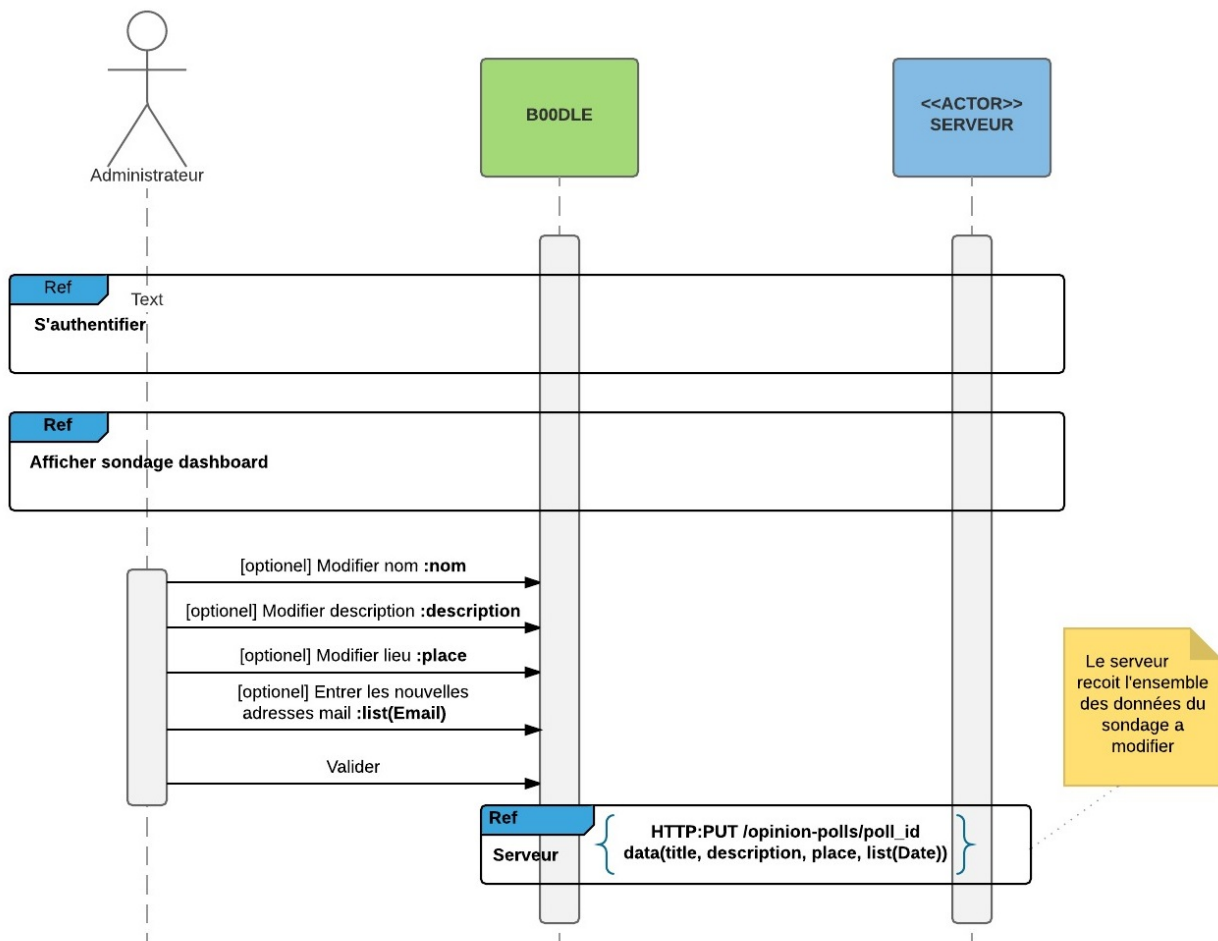 Administrateur
B00DLE
<<ACTOR>>
SERVEUR
Ref
Text
S'authentifier
Ref
Afficher sondage dashboard
[optionel] Modifier nom :nom
[optionel] Modifier description :description
[optionel] Modifier lieu :place
[optionel] Entrer les nouvelles
adresses mail :list(Email)
Valider
Le serveur
recoit l'ensemble
des données du
sondage a
modifier
Ref
Serveur
HTTP:PUT /opinion-polls/poll_id
data(title, description, place, list(Date))